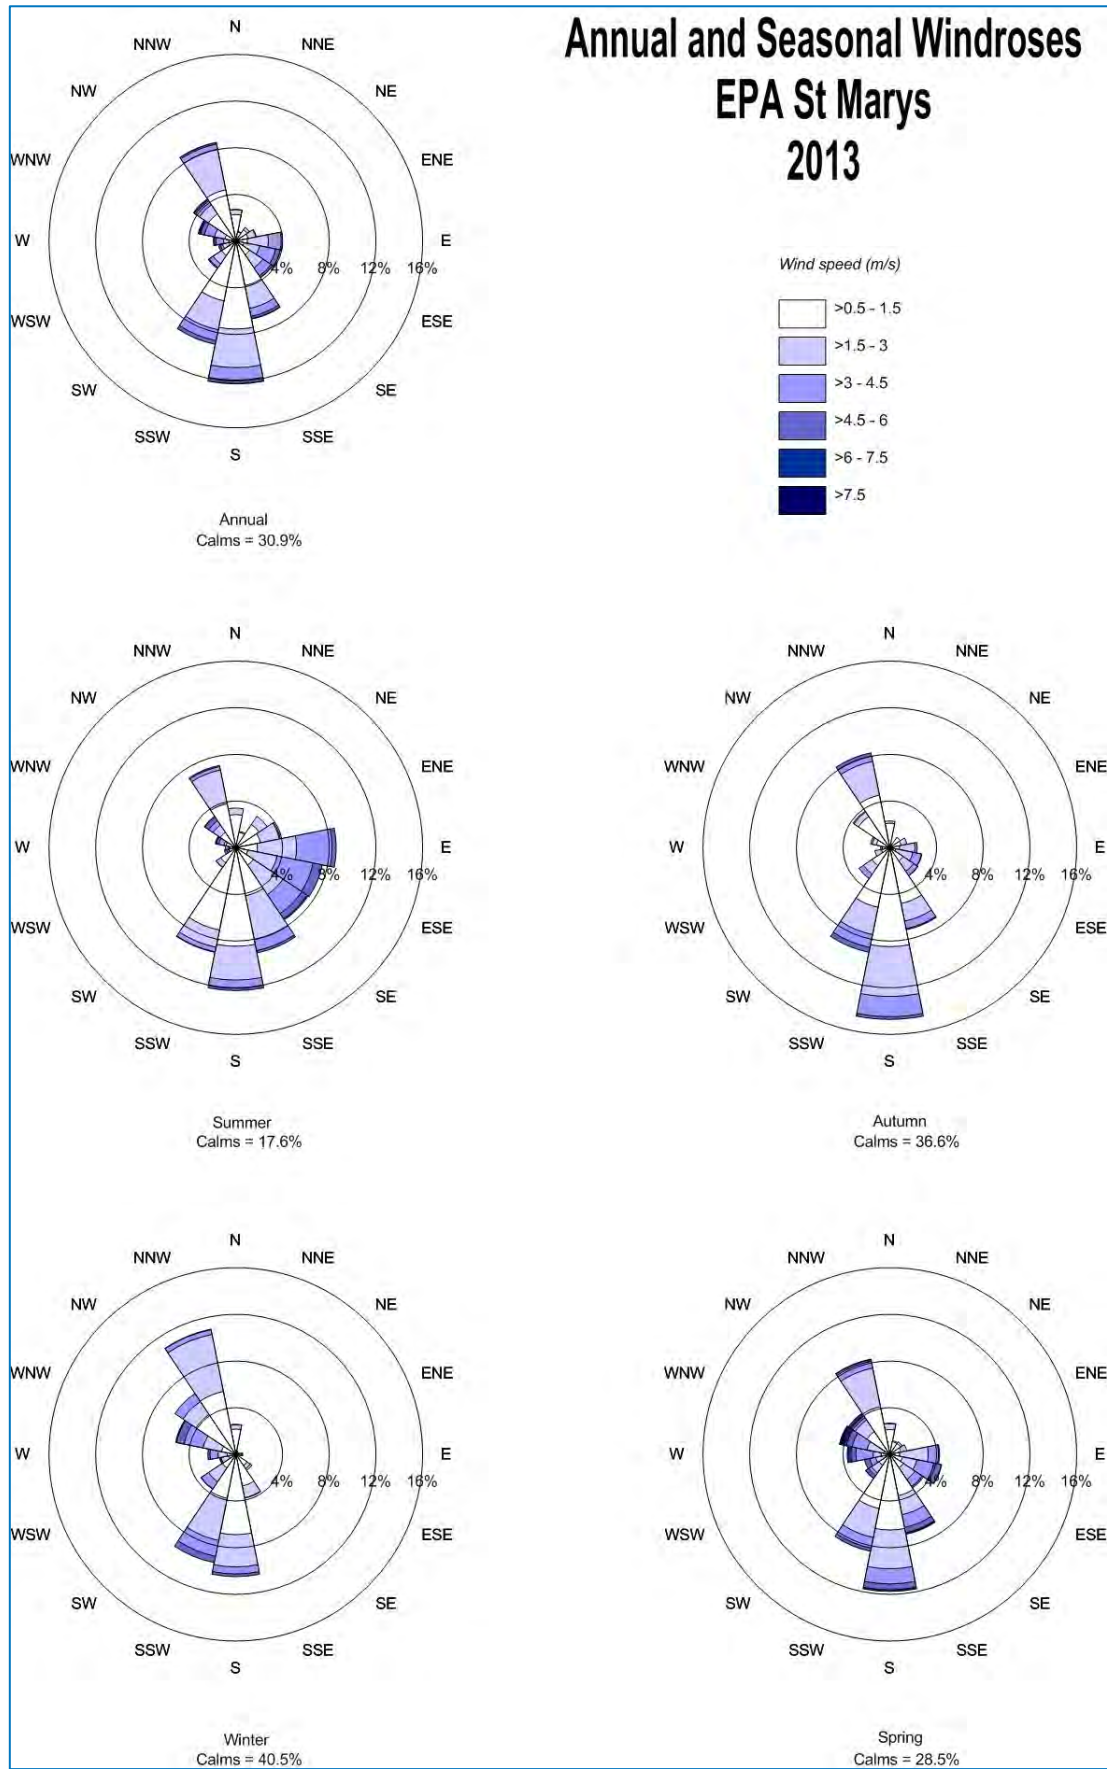 Annual and Seasonal Windroses
EPA St Marys
2013
N
NNW
NNE
NW
NE
WNW
ENE
W
E
4%
8%
12%
16%
WSW
ESE
SW
SE
SSW
SSE
S
Annual
Calms = 30.9%
Wind speed (m/s)
>0.5 - 1.5
>1.5 - 3
>3 - 4.5
>4.5 - 6
>6 - 7.5
>7.5
N
NNW
NNE
NW
NE
WNW
ENE
W
E
4%
8%
12%
16%
WSW
ESE
SW
SE
SSW
SSE
S
Summer
Calms = 17.6%
N
NNW
NNE
NW
NE
WNW
ENE
W
E
4%
8%
12%
16%
WSW
ESE
SW
SE
SSW
SSE
S
Autumn
Calms = 36.6%
N
NNW
NNE
NW
NE
WNW
ENE
W
E
4%
8%
12%
16%
WSW
ESE
SW
SE
SSW
SSE
S
Winter
Calms = 40.5%
N
NNW
NNE
NW
NE
WNW
ENE
W
E
4%
8%
12%
16%
WSW
ESE
SW
SE
SSW
SSE
S
Spring
Calms = 28.5%